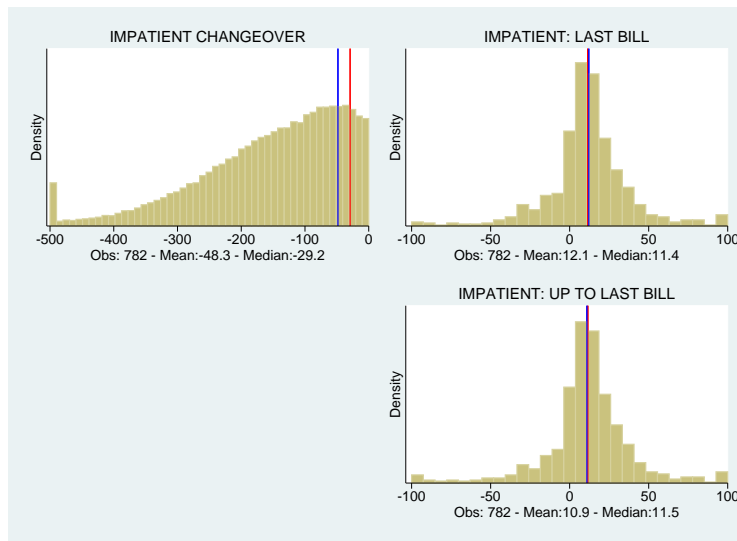 IMPATIENT CHANGEOVER
Density
-500 -400 -300 -200 -100 0
Obs: 782 - Mean:-48.3 - Median:-29.2
IMPATIENT: LAST BILL
Density
-100 -50 0 50 100
Obs: 782 - Mean:12.1 - Median:11.4
IMPATIENT: UP TO LAST BILL
Density
-100 -50 0 50 100
Obs: 782 - Mean:10.9 - Median:11.5